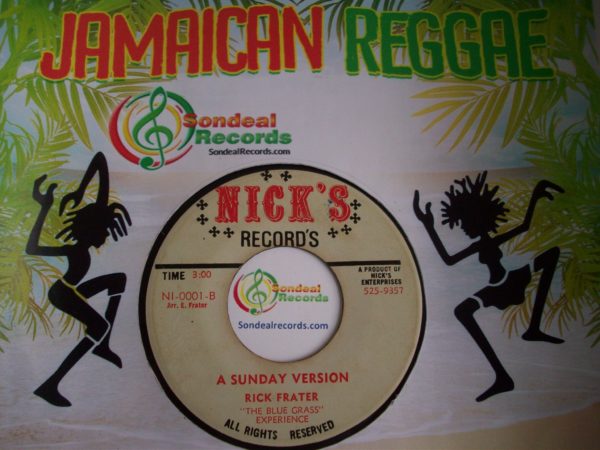 JAMAICAN REGGAE
Sondeal
Records
SondealRecords.com
NICK'S
RECORD'S
TIME 3:00
NI-0001-B
Arr. E. Frater
A PRODUCT OF
NICK'S
ENTERPRISES
525-9357
Sondeal
Records
Sondealrecords.com
A SUNDAY VERSION
RICK FRATER
"THE BLUE GRASS"
EXPERIENCE
ALL RIGHTS RESERVED